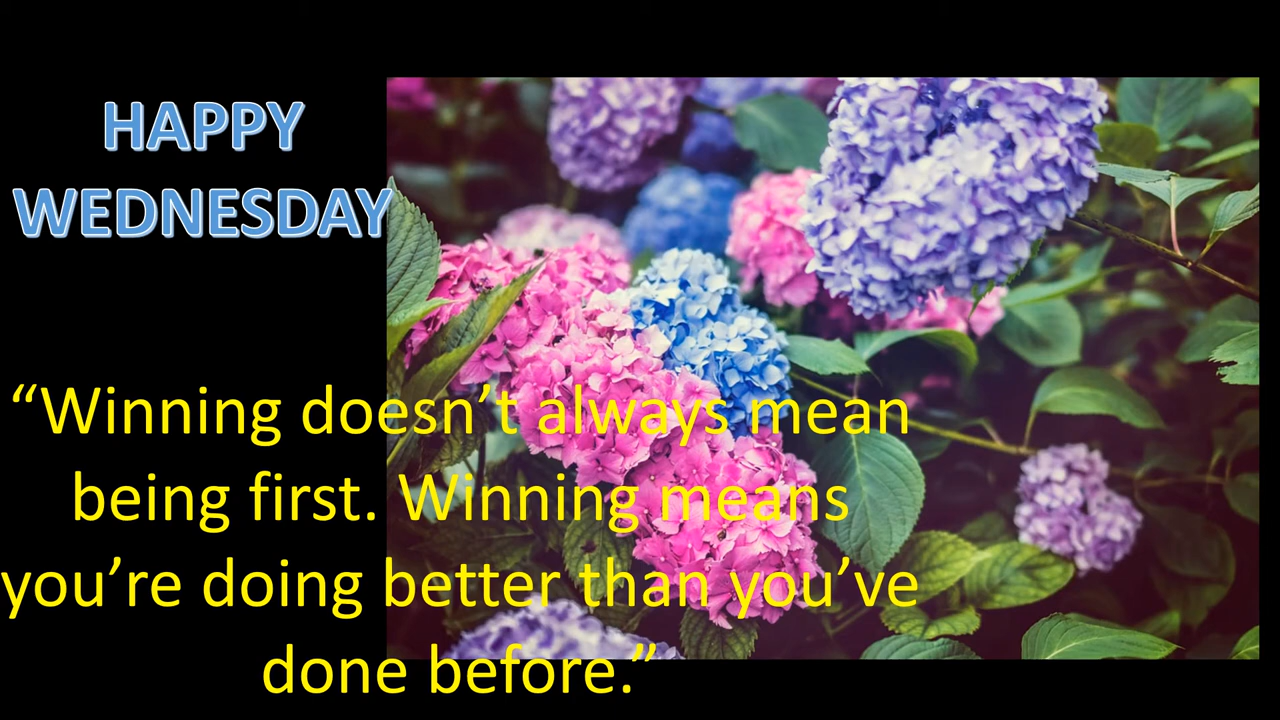 HAPPY
WEDNESDAY
“Winning doesn’t always mean
being first. Winning means
you’re doing better than you’ve
done before.”